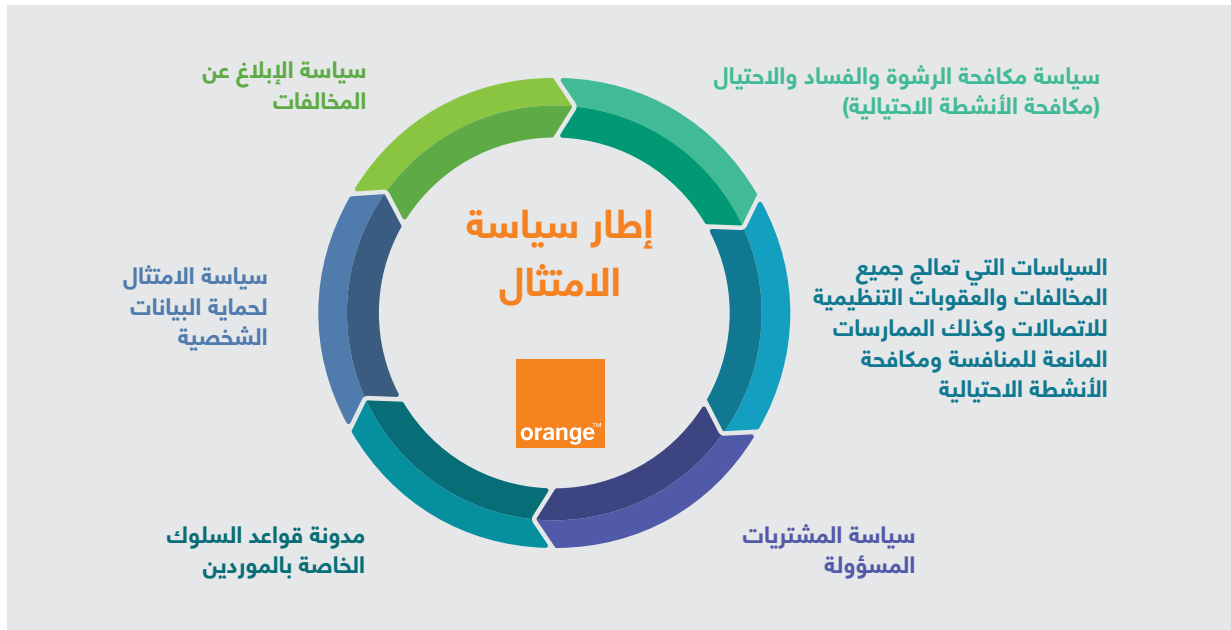 سياسة مكافحة الرشوة والفساد والاحتيال
(مكافحة الأنشطة الاحتيالية)
سياسة الإبلاغ عن
المخالفات
إطار سياسة
الامتثال
السياسات التي تعالج جميع
المخالفات والعقوبات التنظيمية
للاتصالات وكذلك الممارسات
المانعة للمنافسة ومكافحة
الأنشطة الاحتيالية
سياسة الامتثال
لحماية البيانات
الشخصية
orange™
سياسة المشتريات
المسؤولة
مدونة قواعد السلوك
الخاصة بالموردين